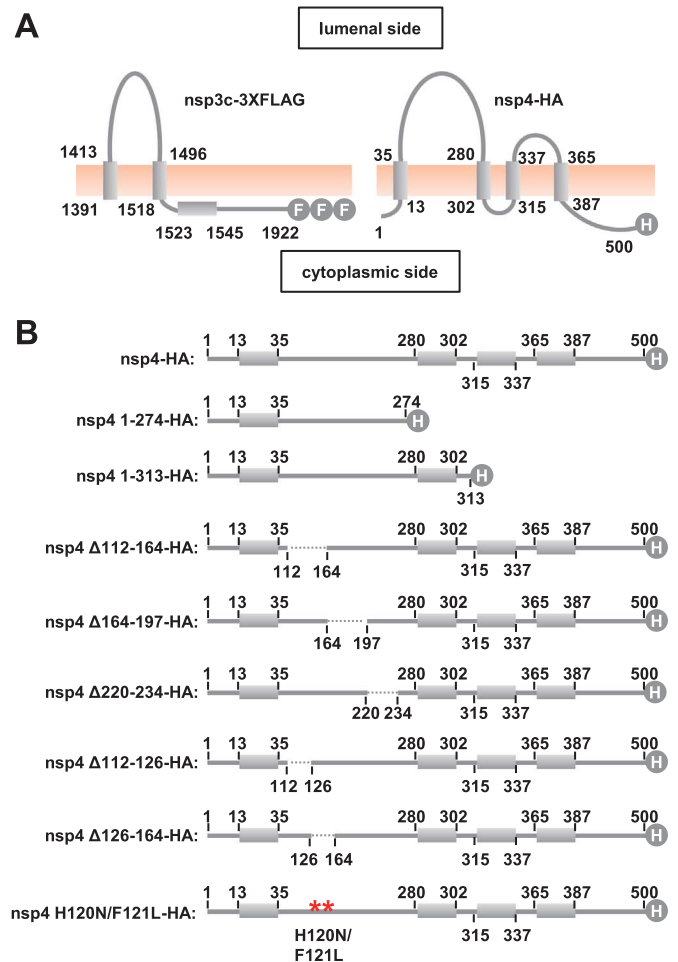 A
lumenal side
nsp3c-3XFLAG
nsp4-HA
1413 1496 35 280 337 365
1391 1518 F F F 13 302 315 387
1523 1545 1922 1 500 H
cytoplasmic side
B
1 13 35 280 302 365 387 500
nsp4-HA: H
315 337
1 13 35 274
nsp4 1-274-HA: H
1 13 35 280 302
nsp4 1-313-HA: H
313
1 13 35 280 302 365 387 500
nsp4 Δ112-164-HA: H
112 164 315 337
1 13 35 280 302 365 387 500
nsp4 Δ164-197-HA: H
164 197 315 337
1 13 35 280 302 365 387 500
nsp4 Δ220-234-HA: H
220 234 315 337
1 13 35 280 302 365 387 500
nsp4 Δ112-126-HA: H
112 126 315 337
1 13 35 280 302 365 387 500
nsp4 Δ126-164-HA: H
126 164 315 337
1 13 35 280 302 365 387 500
nsp4 H120N/F121L-HA: ** H
H120N/ 315 337
F121L